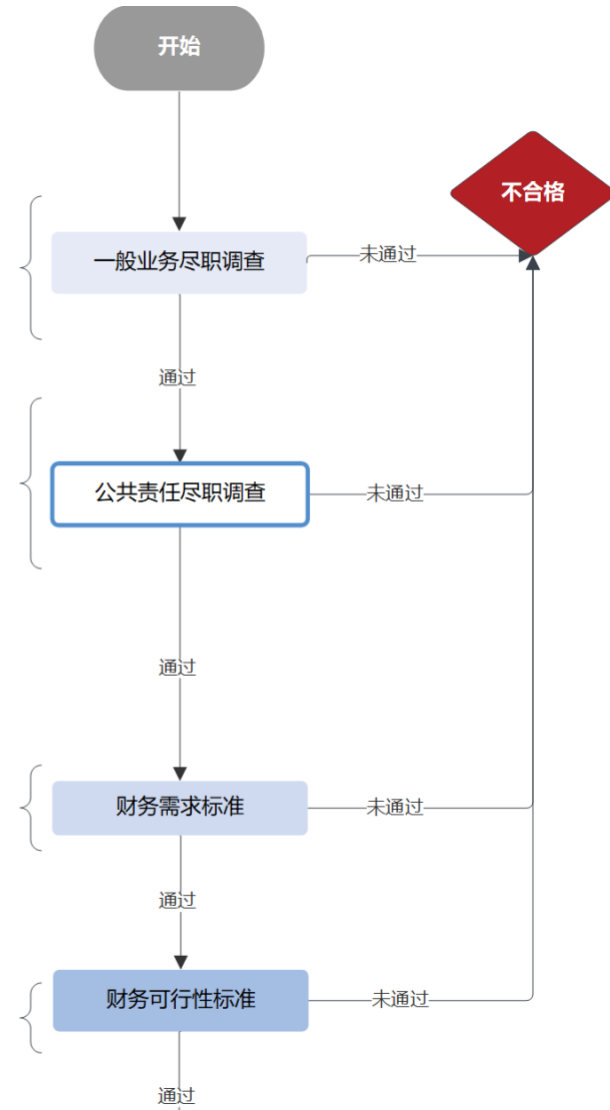 开始
不合格
一般业务尽职调查
未通过
通过
公共责任尽职调查
未通过
通过
财务需求标准
未通过
通过
财务可行性标准
未通过
通过